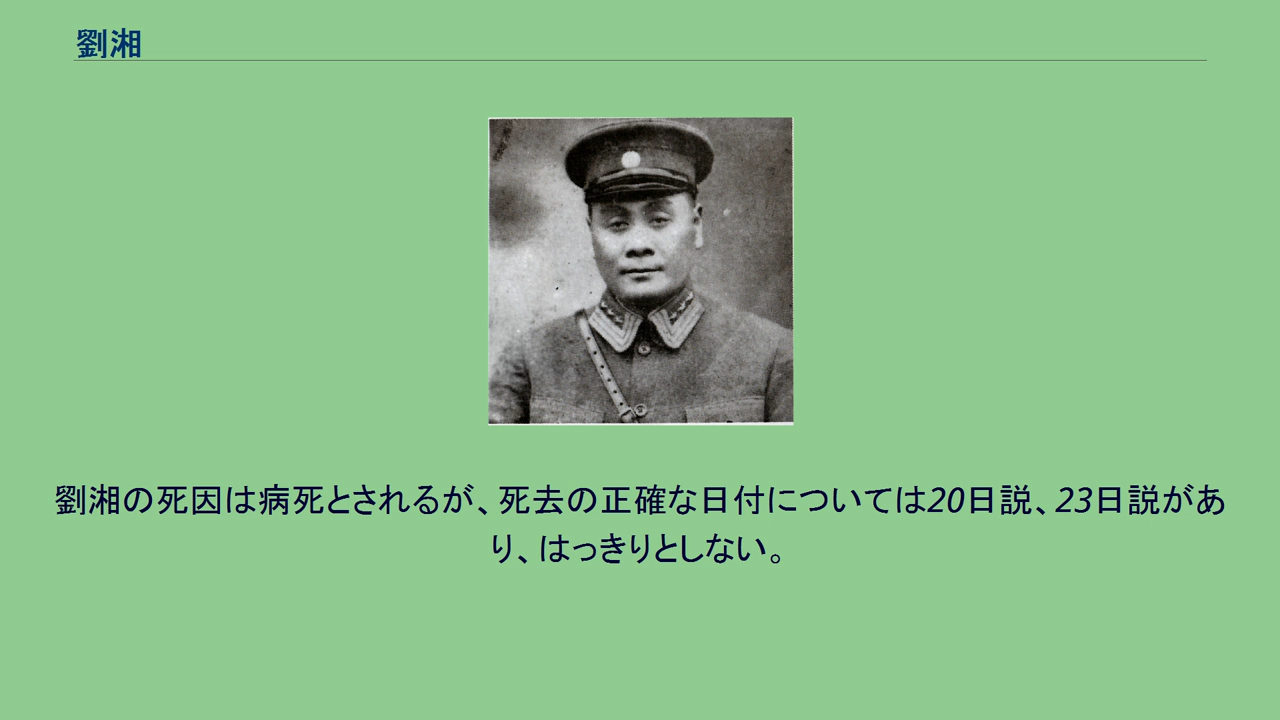 劉湘
劉湘の死因は病死とされるが、死去の正確な日付については20日説、23日説があ
り、はっきりとしない。